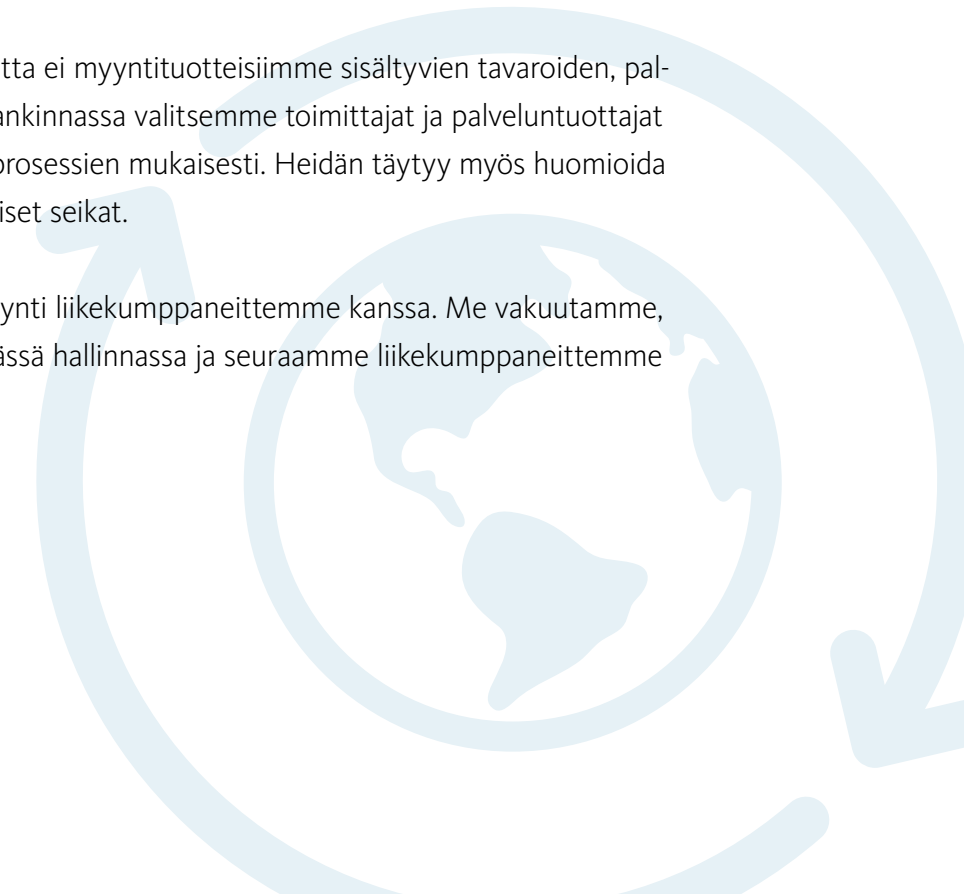 tta ei myyntituotteisiimme sisältyvien tavaroiden, pal-
ankinnassa valitsemme toimittajat ja palveluntuottajat
prosessien mukaisesti. Heidän täytyy myös huomioida
iset seikat.
ynti liikekumppaneittemme kanssa. Me vakuutamme,
ässä hallinnassa ja seuraamme liikekumppaneittemme